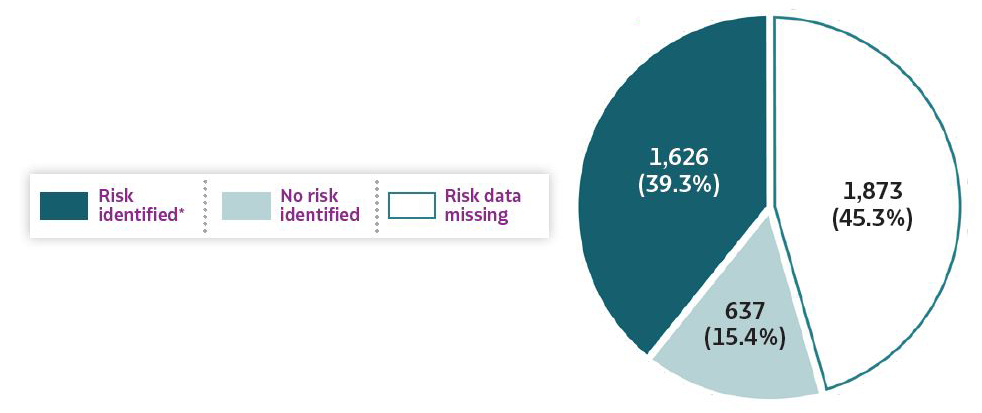 Risk
identified*
No risk
identified
Risk data
missing
1,626
(39.3%)
1,873
(45.3%)
637
(15.4%)